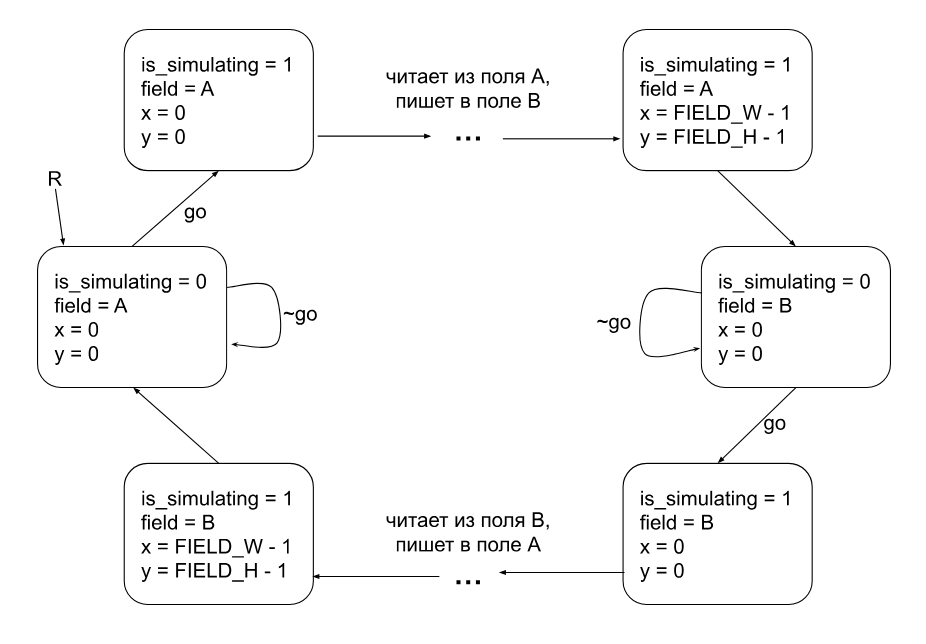 is_simulating = 1
field = A
x = 0
y = 0
читает из поля A,
пишет в поле B
...
is_simulating = 1
field = A
x = FIELD_W - 1
y = FIELD_H - 1
R
go
is_simulating = 0
field = A
x = 0
y = 0
~go
~go
is_simulating = 0
field = B
x = 0
y = 0
go
is_simulating = 1
field = B
x = FIELD_W - 1
y = FIELD_H - 1
читает из поля B,
пишет в поле A
...
is_simulating = 1
field = B
x = 0
y = 0